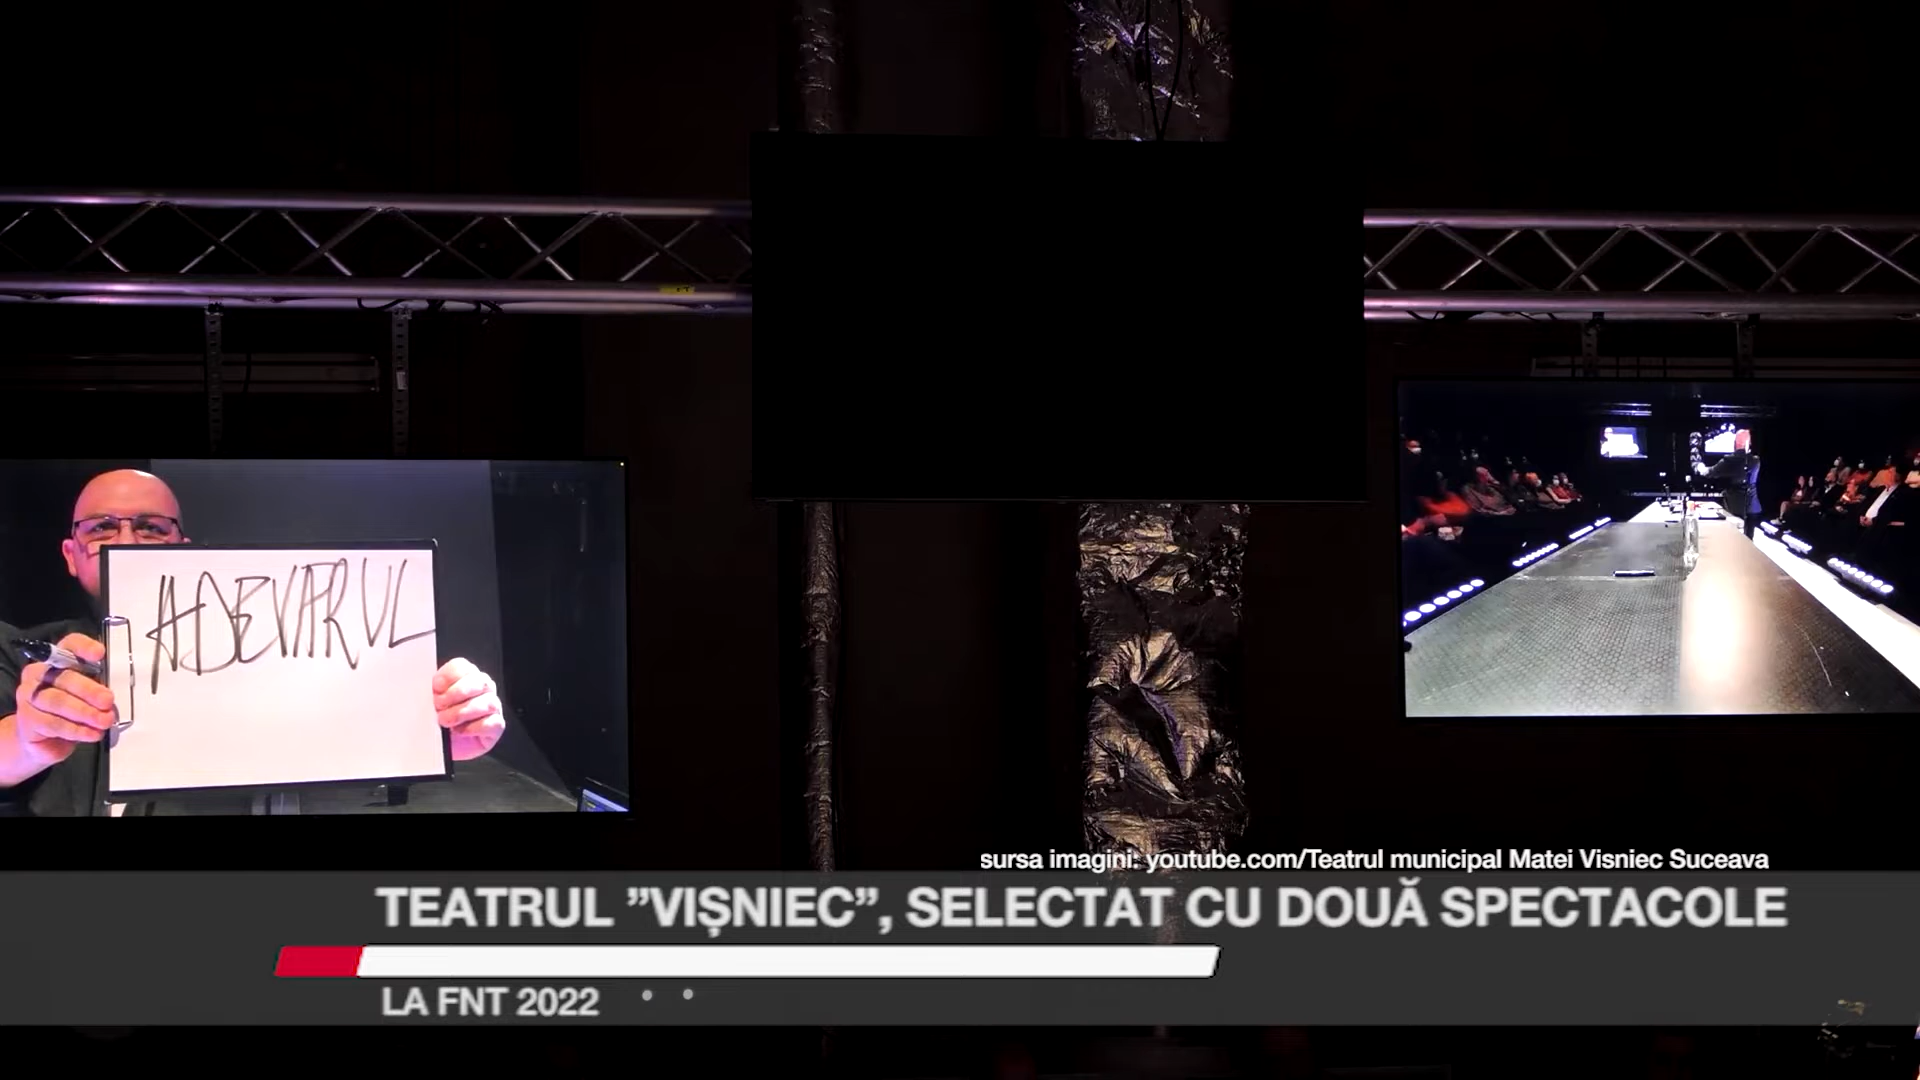 ADEVARUL
sursa imagini: youtube.com/Teatrul municipal Matei Visniec Suceava
TEATRUL ”VIȘNIEC”, SELECTAT CU DOUĂ SPECTACOLE
LA FNT 2022